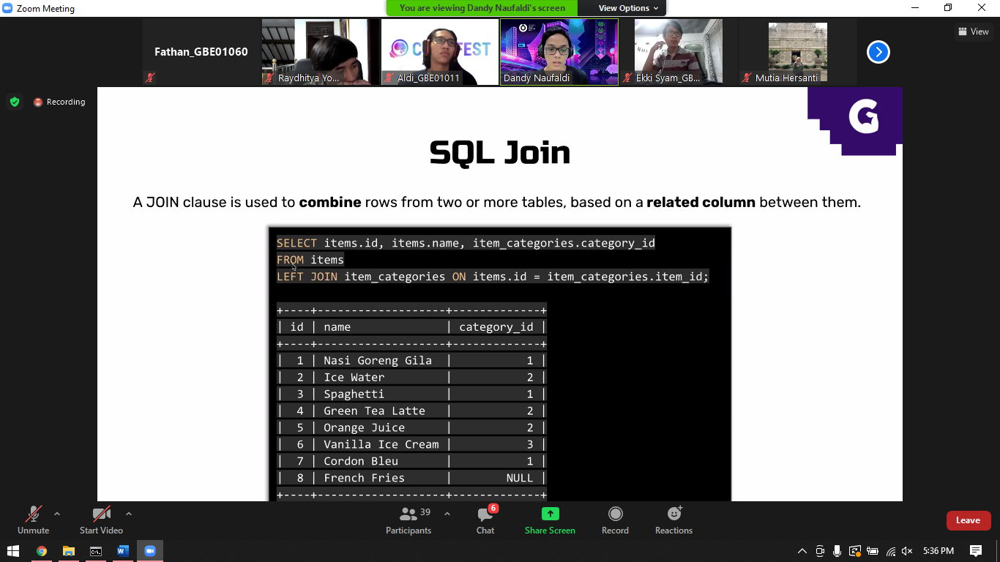 Zoom Meeting
You are viewing Dandy Naufaldi's screen
View Options
Fathan_GBE01060
Raydhitya Yo...
C
FEST
Aldi_GBE01011
Dandy Naufaldi
Ekki Syam_GB...
Mutia Hersanti
View
Recording
G
SQL Join
A JOIN clause is used to combine rows from two or more tables, based on a related column between them.
SELECT items.id, items.name, item_categories.category_id
FROM items
LEFT JOIN item_categories ON items.id = item_categories.item_id;
+----+-------------------+-------------+
| id | name              | category_id |
+----+-------------------+-------------+
|  1 | Nasi Goreng Gila  |           1 |
|  2 | Ice Water         |           2 |
|  3 | Spaghetti         |           1 |
|  4 | Green Tea Latte   |           2 |
|  5 | Orange Juice      |           2 |
|  6 | Vanilla Ice Cream |           3 |
|  7 | Cordon Bleu       |           1 |
|  8 | French Fries      |        NULL |
+----+-------------------+-------------+
Unmute
Start Video
39
Participants
6
Chat
Share Screen
Record
Reactions
Leave
5:36 PM